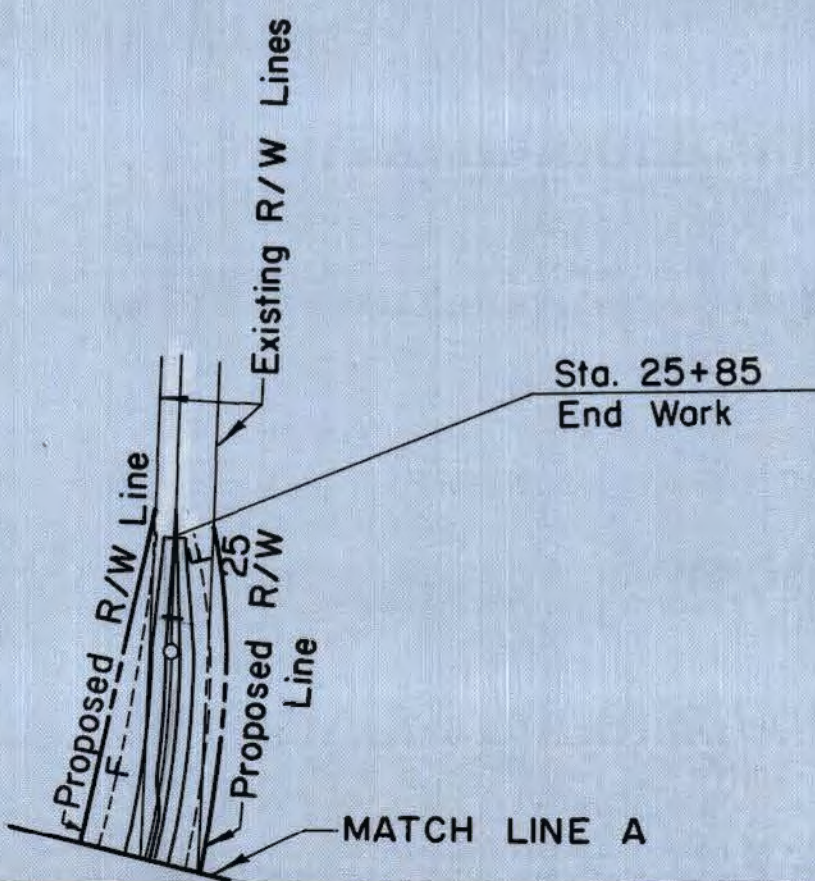 Existing R/W Lines
Sta. 25+85
End Work
Proposed R/W Line
25
Proposed R/W
Line
F
F
MATCH LINE A